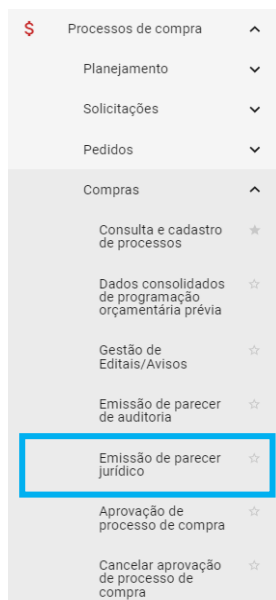 $ Processos de compra
Planejamento
Solicitações
Pedidos
Compras
Consulta e cadastro
de processos
Dados consolidados
de programação
orçamentária prévia
Gestão de
Editais/Avisos
Emissão de parecer
de auditoria
Emissão de parecer
jurídico
Aprovação de
processo de compra
Cancelar aprovação
de processo de
compra